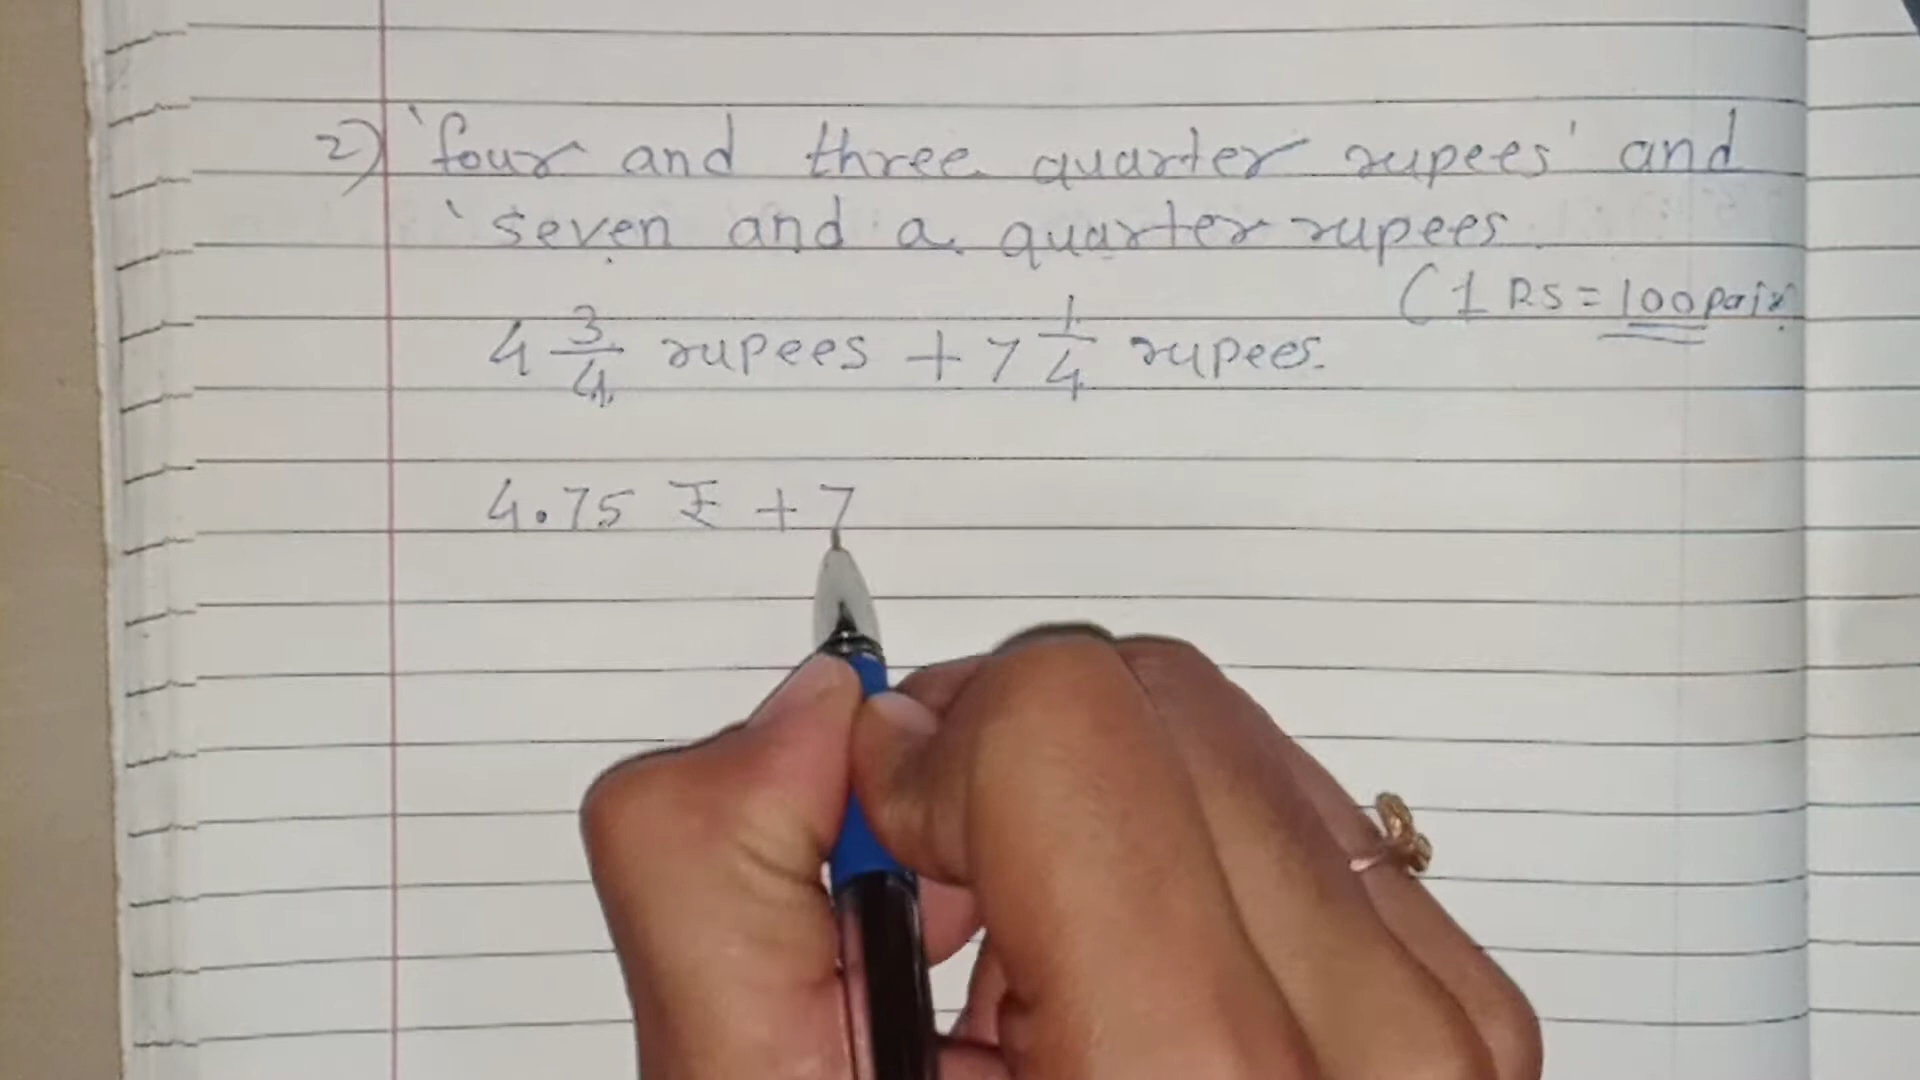 2) 'four and three quarter rupees' and
'seven and a quarter rupees
(1 RS = 100 paix
4 3/4 rupees + 7 1/4 rupees.
4.75 ₹ + 7